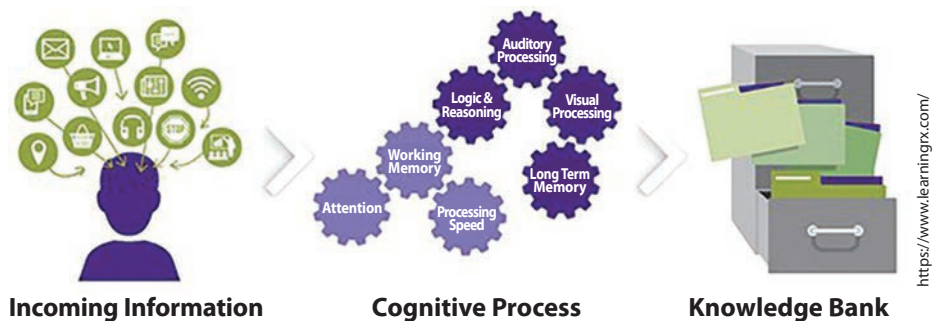 STOP
Auditory
Processing
Logic &
Reasoning
Visual
Processing
Working
Memory
Long Term
Memory
Attention
Processing
Speed
https://www.learningrx.com/
Incoming Information
Cognitive Process
Knowledge Bank